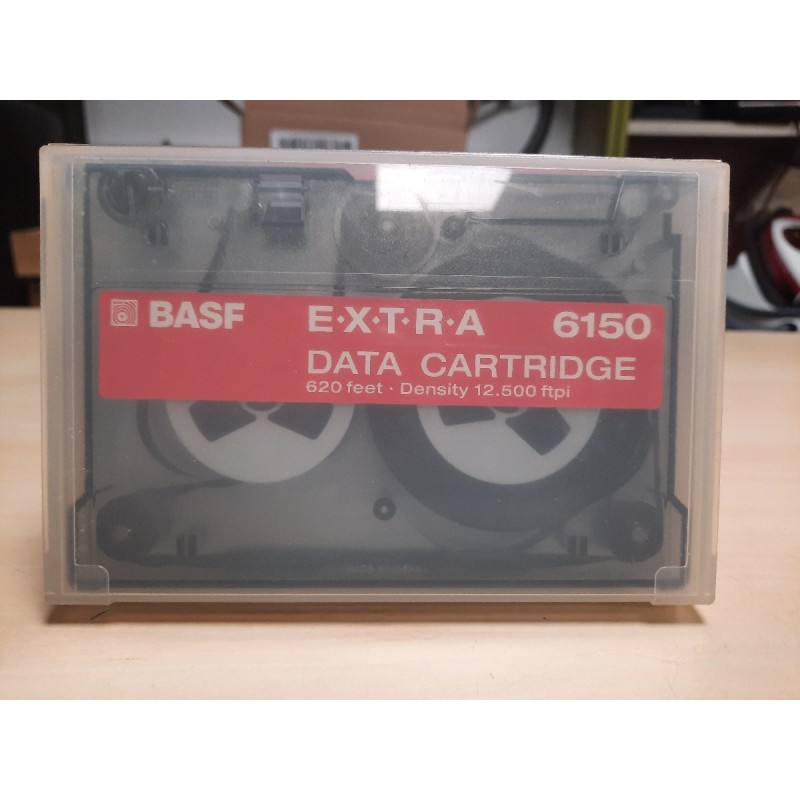 BASF E·X·T·R·A 6150
DATA CARTRIDGE
620 feet · Density 12.500 ftpi